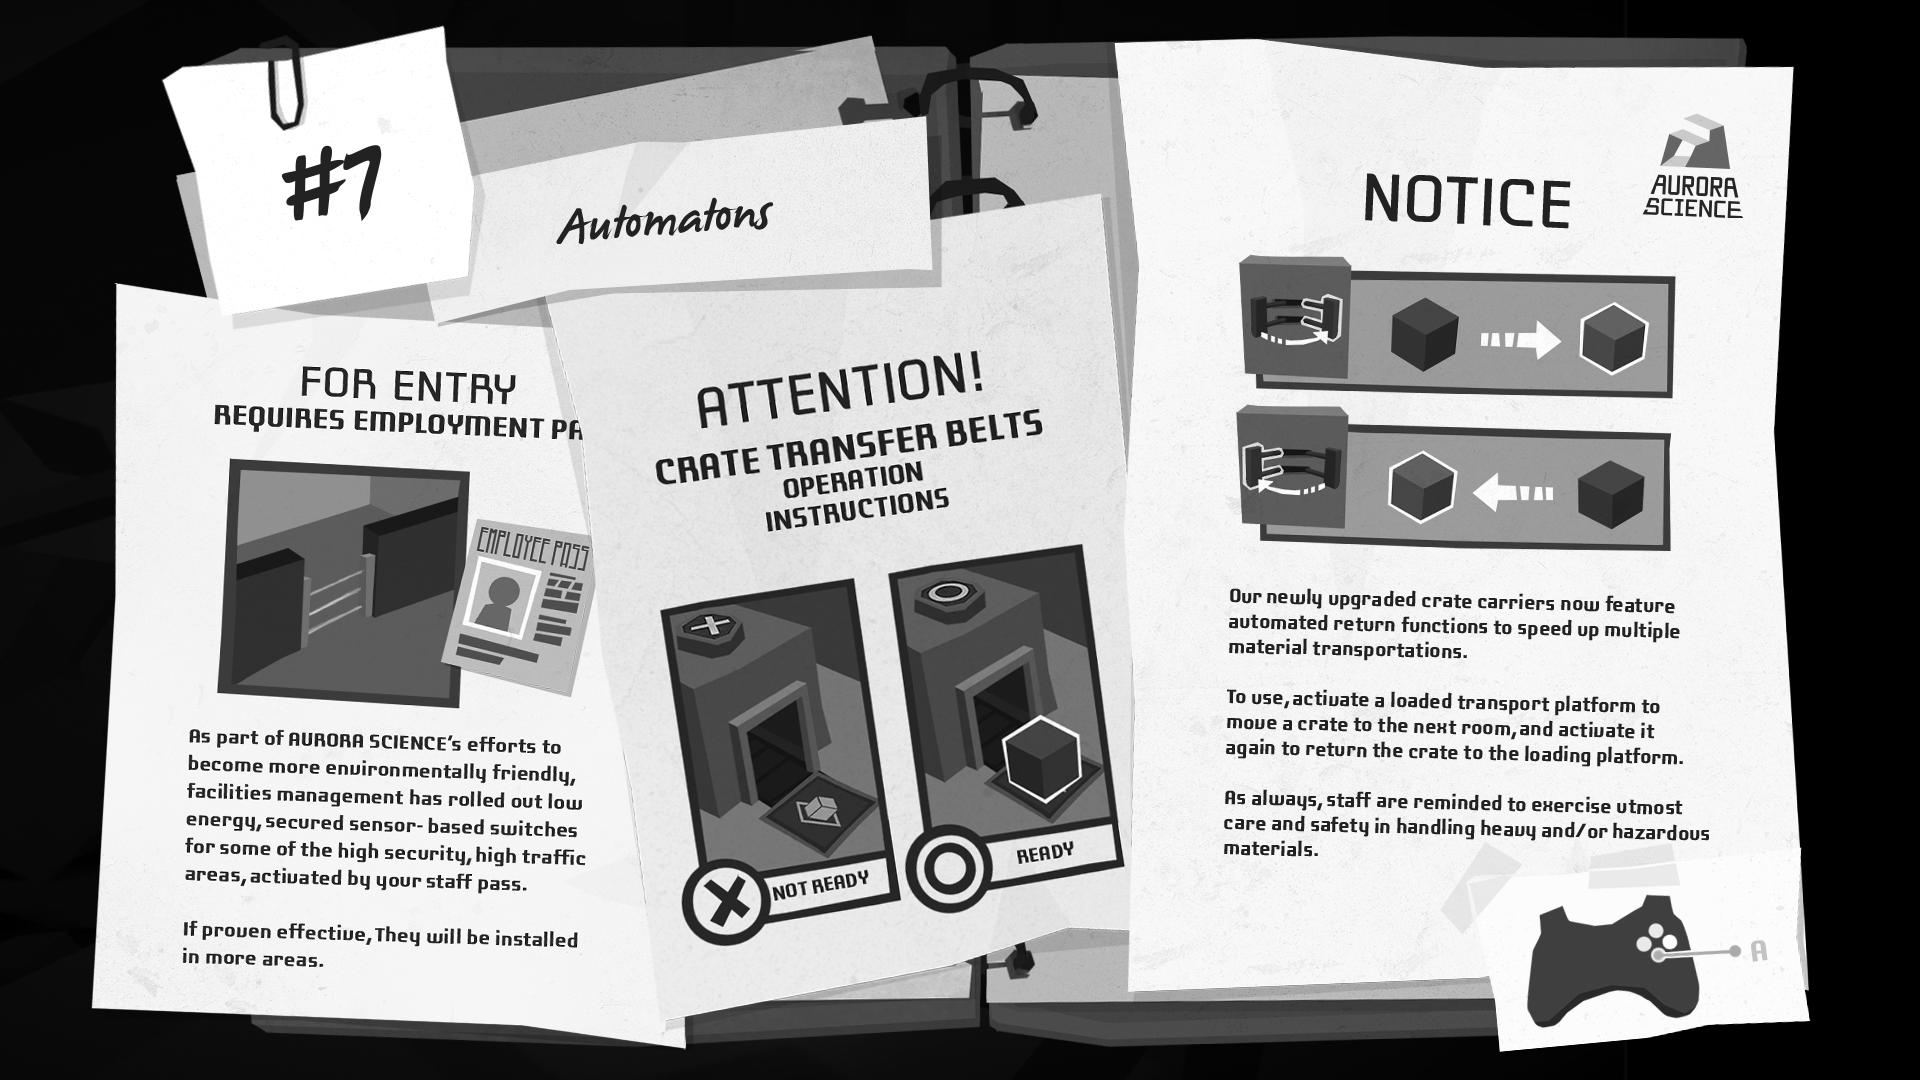 #7
Automatons
FOR ENTRY
REQUIRES EMPLOYMENT PA
EMPLOYEE PASS
As part of AURORA SCIENCE's efforts to
become more environmentally friendly,
facilities management has rolled out low
energy, secured sensor- based switches
for some of the high security, high traffic
areas, activated by your staff pass.
If proven effective, They will be installed
in more areas.
ATTENTION!
CRATE TRANSFER BELTS
OPERATION
INSTRUCTIONS
NOT READY
READY
NOTICE
AURORA
SCIENCE
Our newly upgraded crate carriers now feature
automated return functions to speed up multiple
material transportations.
To use, activate a loaded transport platform to
move a crate to the next room, and activate it
again to return the crate to the loading platform.
As always, staff are reminded to exercise utmost
care and safety in handling heavy and/or hazardous
materials.
A